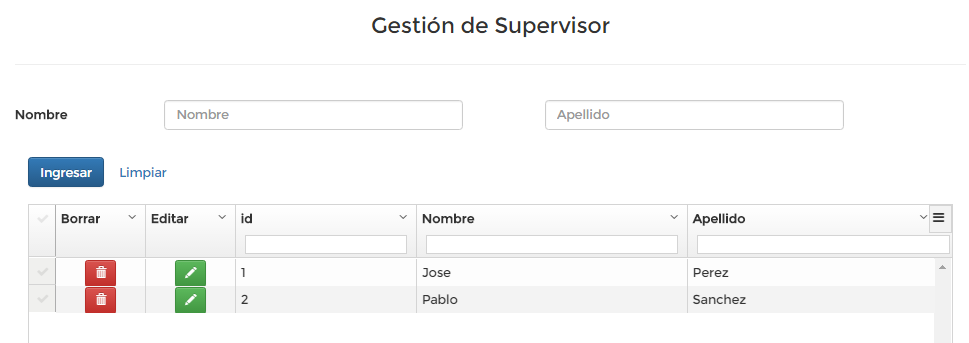 Gestión de Supervisor
Nombre Nombre Apellido
Ingresar Limpiar
Borrar Editar id Nombre Apellido
1 Jose Perez
2 Pablo Sanchez